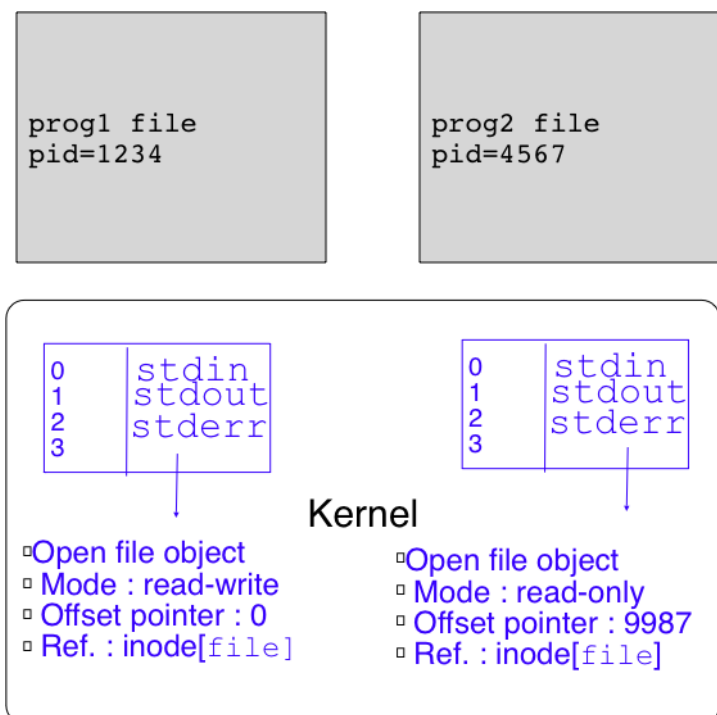 prog1 file
pid=1234
prog2 file
pid=4567
0 stdin
1 stdout
2 stderr
3
0 stdin
1 stdout
2 stderr
3
Kernel
Open file object
Mode : read-write
Offset pointer : 0
Ref. : inode[file]
Open file object
Mode : read-only
Offset pointer : 9987
Ref. : inode[file]